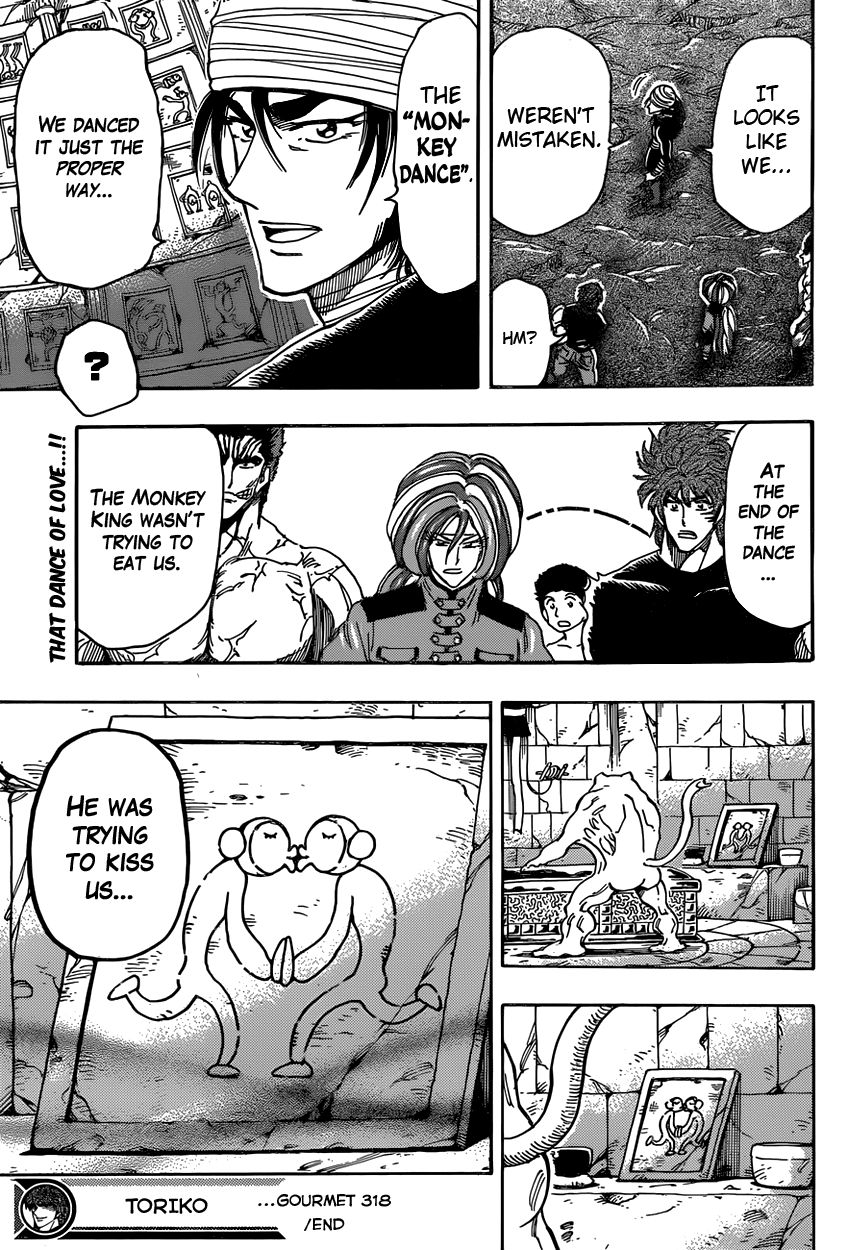 IT
LOOKS
LIKE
WE...
WEREN'T
MISTAKEN.
HM?
THE
"MON-
KEY
DANCE".
WE DANCED
IT JUST THE
PROPER
WAY...
?
AT
THE
END OF
THE
DANCE
...
THE MONKEY
KING WASN'T
TRYING TO
EAT US.
THAT DANCE OF LOVE...!!
HE WAS
TRYING
TO KISS
US...
TORIKO
...GOURMET 318
/END